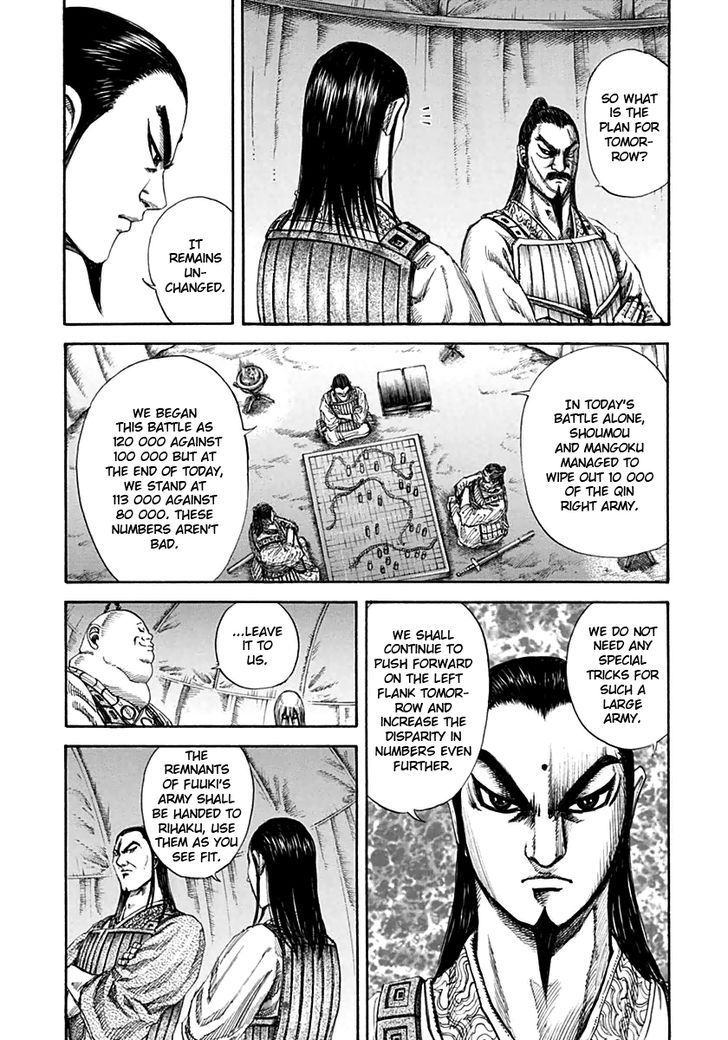 SO WHAT
IS THE
PLAN FOR
TOMOR-
ROW?
IT
REMAINS
UN-
CHANGED.
IN TODAY'S
BATTLE ALONE,
SHOUMOU
AND MANGOKU
MANAGED TO
WIPE OUT 10 000
OF THE QIN
RIGHT ARMY.
WE BEGAN
THIS BATTLE AS
120 000 AGAINST
100 000 BUT AT
THE END OF TODAY,
WE STAND AT
113 000 AGAINST
80 000. THESE
NUMBERS AREN'T
BAD.
WE DO NOT
NEED ANY
SPECIAL
TRICKS FOR
SUCH A
LARGE
ARMY.
WE SHALL
CONTINUE TO
PUSH FORWARD
ON THE LEFT
FLANK TOMOR-
ROW AND
INCREASE THE
DISPARITY IN
NUMBERS EVEN
FURTHER.
...LEAVE
IT TO
US.
THE
REMNANTS
OF FUUKI'S
ARMY SHALL
BE HANDED TO
RIHAKU, USE
THEM AS YOU
SEE FIT.